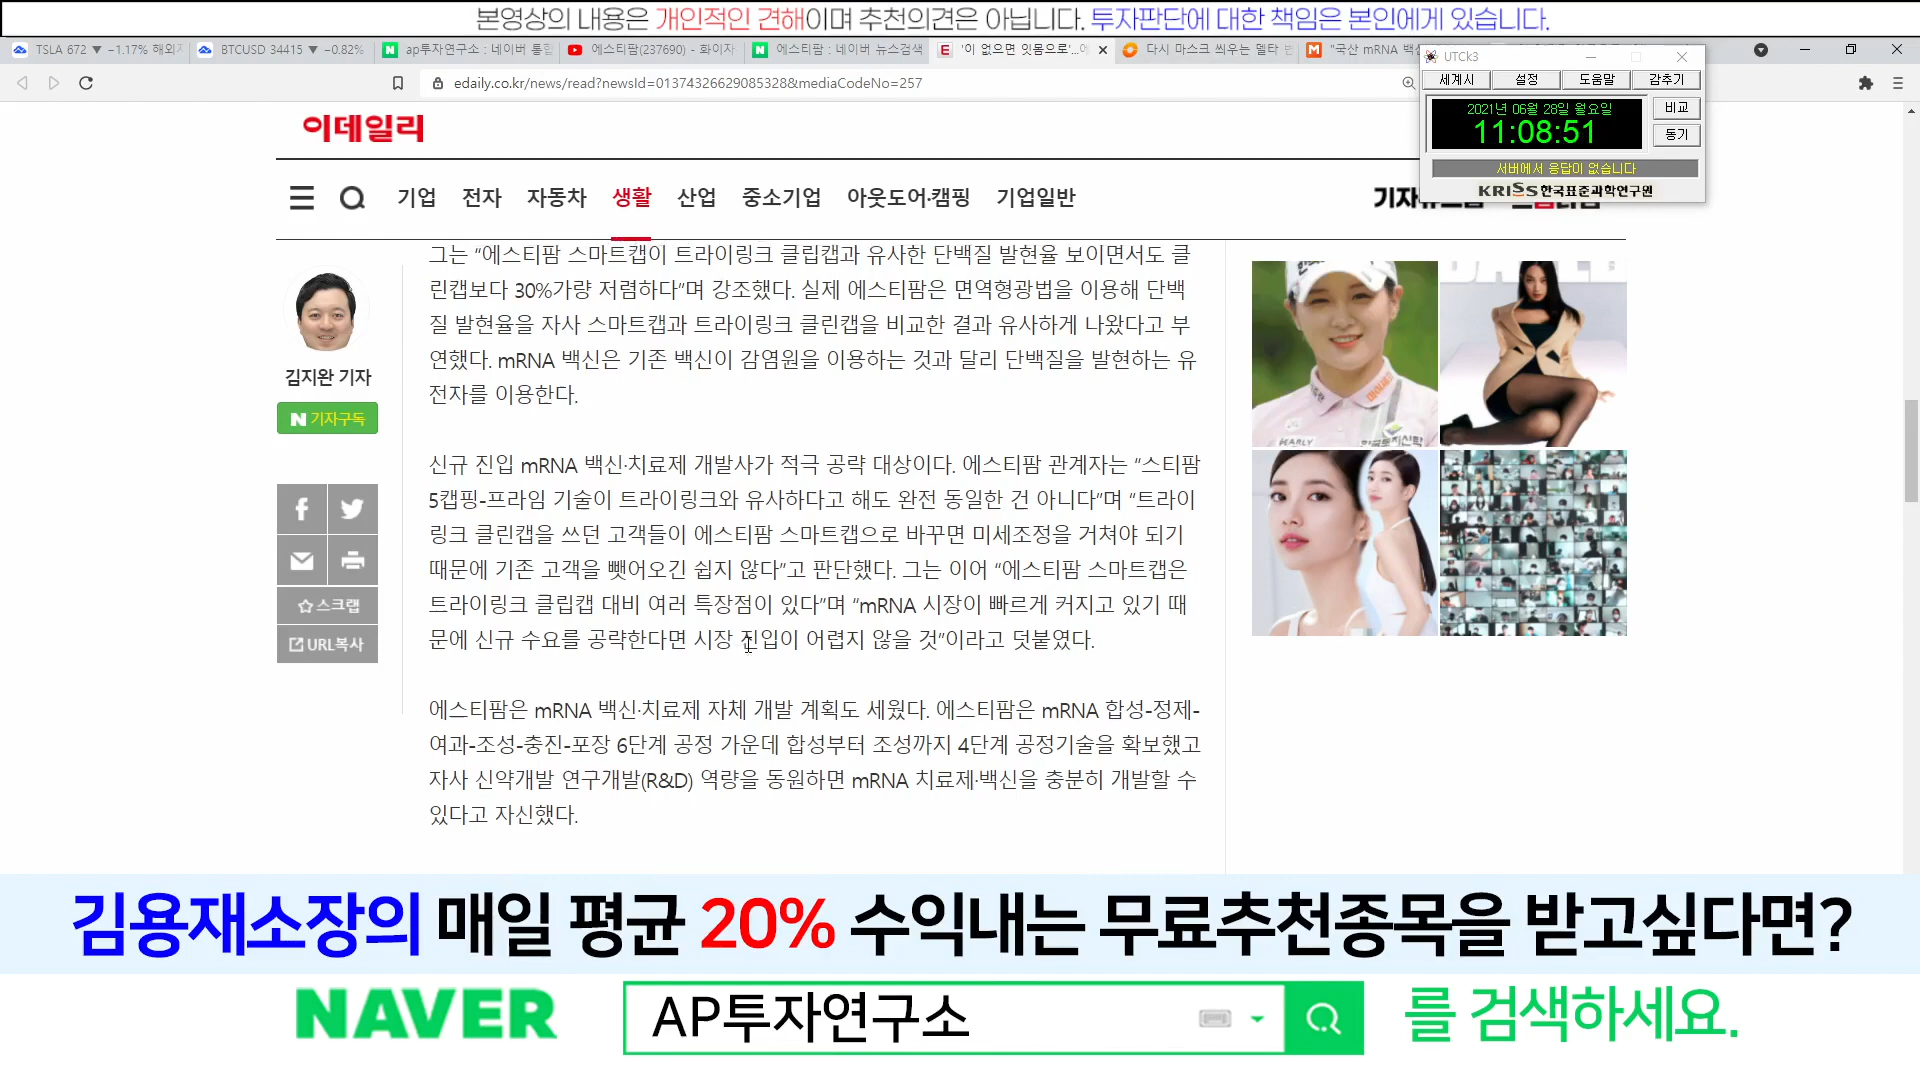 본영상의 내용은 개인적인 견해이며 추천의견은 아닙니다. 투자판단에 대한 책임은 본인에게 있습니다.
TSLA 672 ▼ −1.17% 해외
BTCUSD 34415 ▼ −0.82%
ap투자연구소 : 네이버 통합
에스티팜(237690) - 화이자
에스티팜 : 네이버 뉴스검색
'이 없으면 잇몸으로'...
다시 마스크 씌우는 델타
"국산 mRNA 백신
edaily.co.kr/news/read?newsId=01374326629085328&mediaCodeNo=257
UTCk3
세계시 설정 도움말 감추기
2021년 06월 28일 월요일
11:08:51
비교
동기
서버에서 응답이 없습니다
KRISS한국표준과학연구원
이데일리
기업 전자 자동차 생활 산업 중소기업 아웃도어·캠핑 기업일반
그는 “에스티팜 스마트캡이 트라이링크 클립캡과 유사한 단백질 발현율 보이면서도 클
린캡보다 30%가량 저렴하다”며 강조했다. 실제 에스티팜은 면역형광법을 이용해 단백
질 발현율을 자사 스마트캡과 트라이링크 클린캡을 비교한 결과 유사하게 나왔다고 부
연했다. mRNA 백신은 기존 백신이 감염원을 이용하는 것과 달리 단백질을 발현하는 유
전자를 이용한다.
김지완 기자
N 기자구독
신규 진입 mRNA 백신·치료제 개발사가 적극 공략 대상이다. 에스티팜 관계자는 “스티팜
5캡핑-프라임 기술이 트라이링크와 유사하다고 해도 완전 동일한 건 아니다”며 “트라이
링크 클린캡을 쓰던 고객들이 에스티팜 스마트캡으로 바꾸면 미세조정을 거쳐야 되기
때문에 기존 고객을 뺏어오긴 쉽지 않다”고 판단했다. 그는 이어 “에스티팜 스마트캡은
트라이링크 클립캡 대비 여러 특장점이 있다”며 “mRNA 시장이 빠르게 커지고 있기 때
문에 신규 수요를 공략한다면 시장 진입이 어렵지 않을 것”이라고 덧붙였다.
스크랩
URL복사
에스티팜은 mRNA 백신·치료제 자체 개발 계획도 세웠다. 에스티팜은 mRNA 합성-정제-
여과-조성-충진-포장 6단계 공정 가운데 합성부터 조성까지 4단계 공정기술을 확보했고
자사 신약개발 연구개발(R&D) 역량을 동원하면 mRNA 치료제·백신을 충분히 개발할 수
있다고 자신했다.
PEARLY
한국토지신탁
김용재소장의 매일 평균 20% 수익내는 무료추천종목을 받고싶다면?
NAVER AP투자연구소 를 검색하세요.